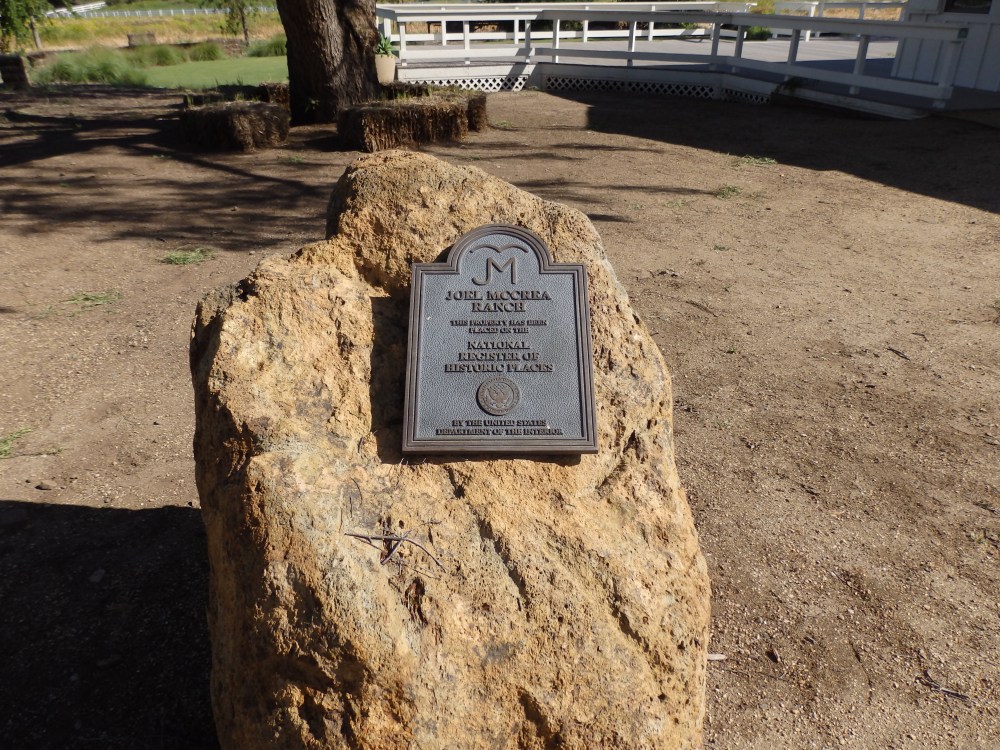 JM
JOEL MCCREA
RANCH
THIS PROPERTY HAS BEEN
PLACED ON THE
NATIONAL
REGISTER OF
HISTORIC PLACES
BY THE UNITED STATES
DEPARTMENT OF THE INTERIOR